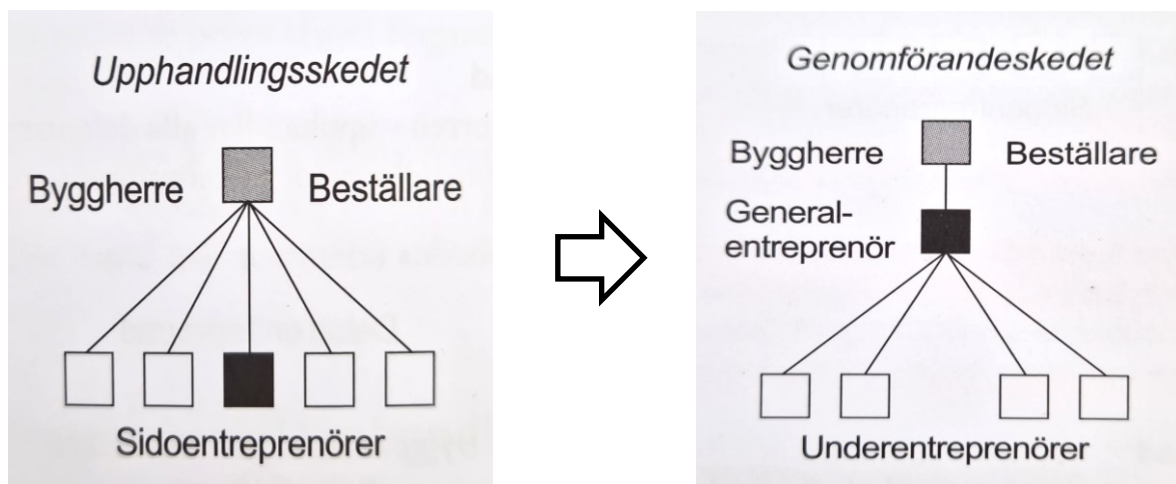 Upphandlingsskedet
Byggherre
Beställare
Sidoentreprenörer
Genomförandeskedet
Byggherre
Beställare
General-
entreprenör
Underentreprenörer